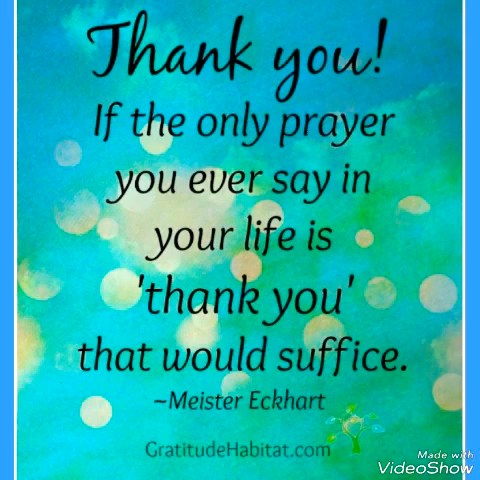 Thank you!
If the only prayer
you ever say in
your life is
'thank you'
that would suffice.
~Meister Eckhart
GratitudeHabitat.com
Made with
VideoShow